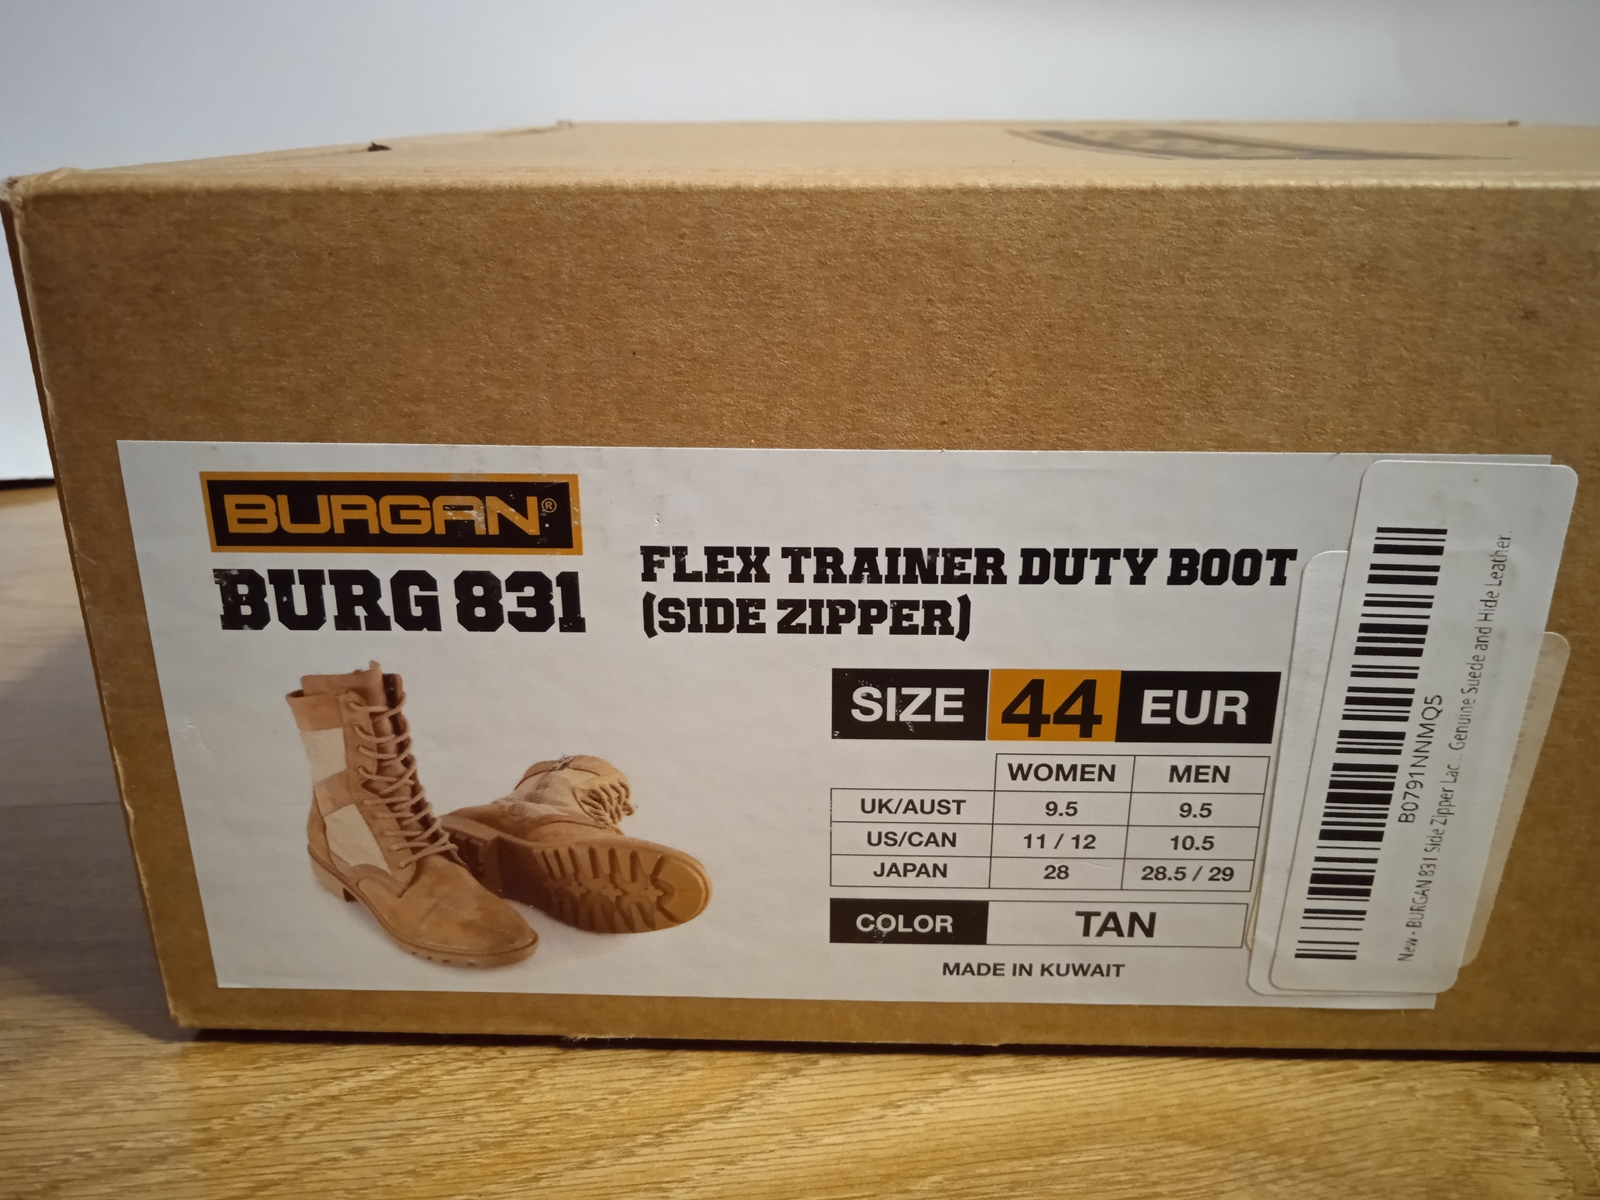 BURGAN®
BURG 831
FLEX TRAINER DUTY BOOT
(SIDE ZIPPER)
SIZE 44 EUR
WOMEN MEN
UK/AUST 9.5 9.5
US/CAN 11 / 12 10.5
JAPAN 28 28.5 / 29
COLOR TAN
MADE IN KUWAIT
B0791NNMQ5
New - BURGAN 831 Side Zipper Lac... Genuine Suede and Hide Leather.